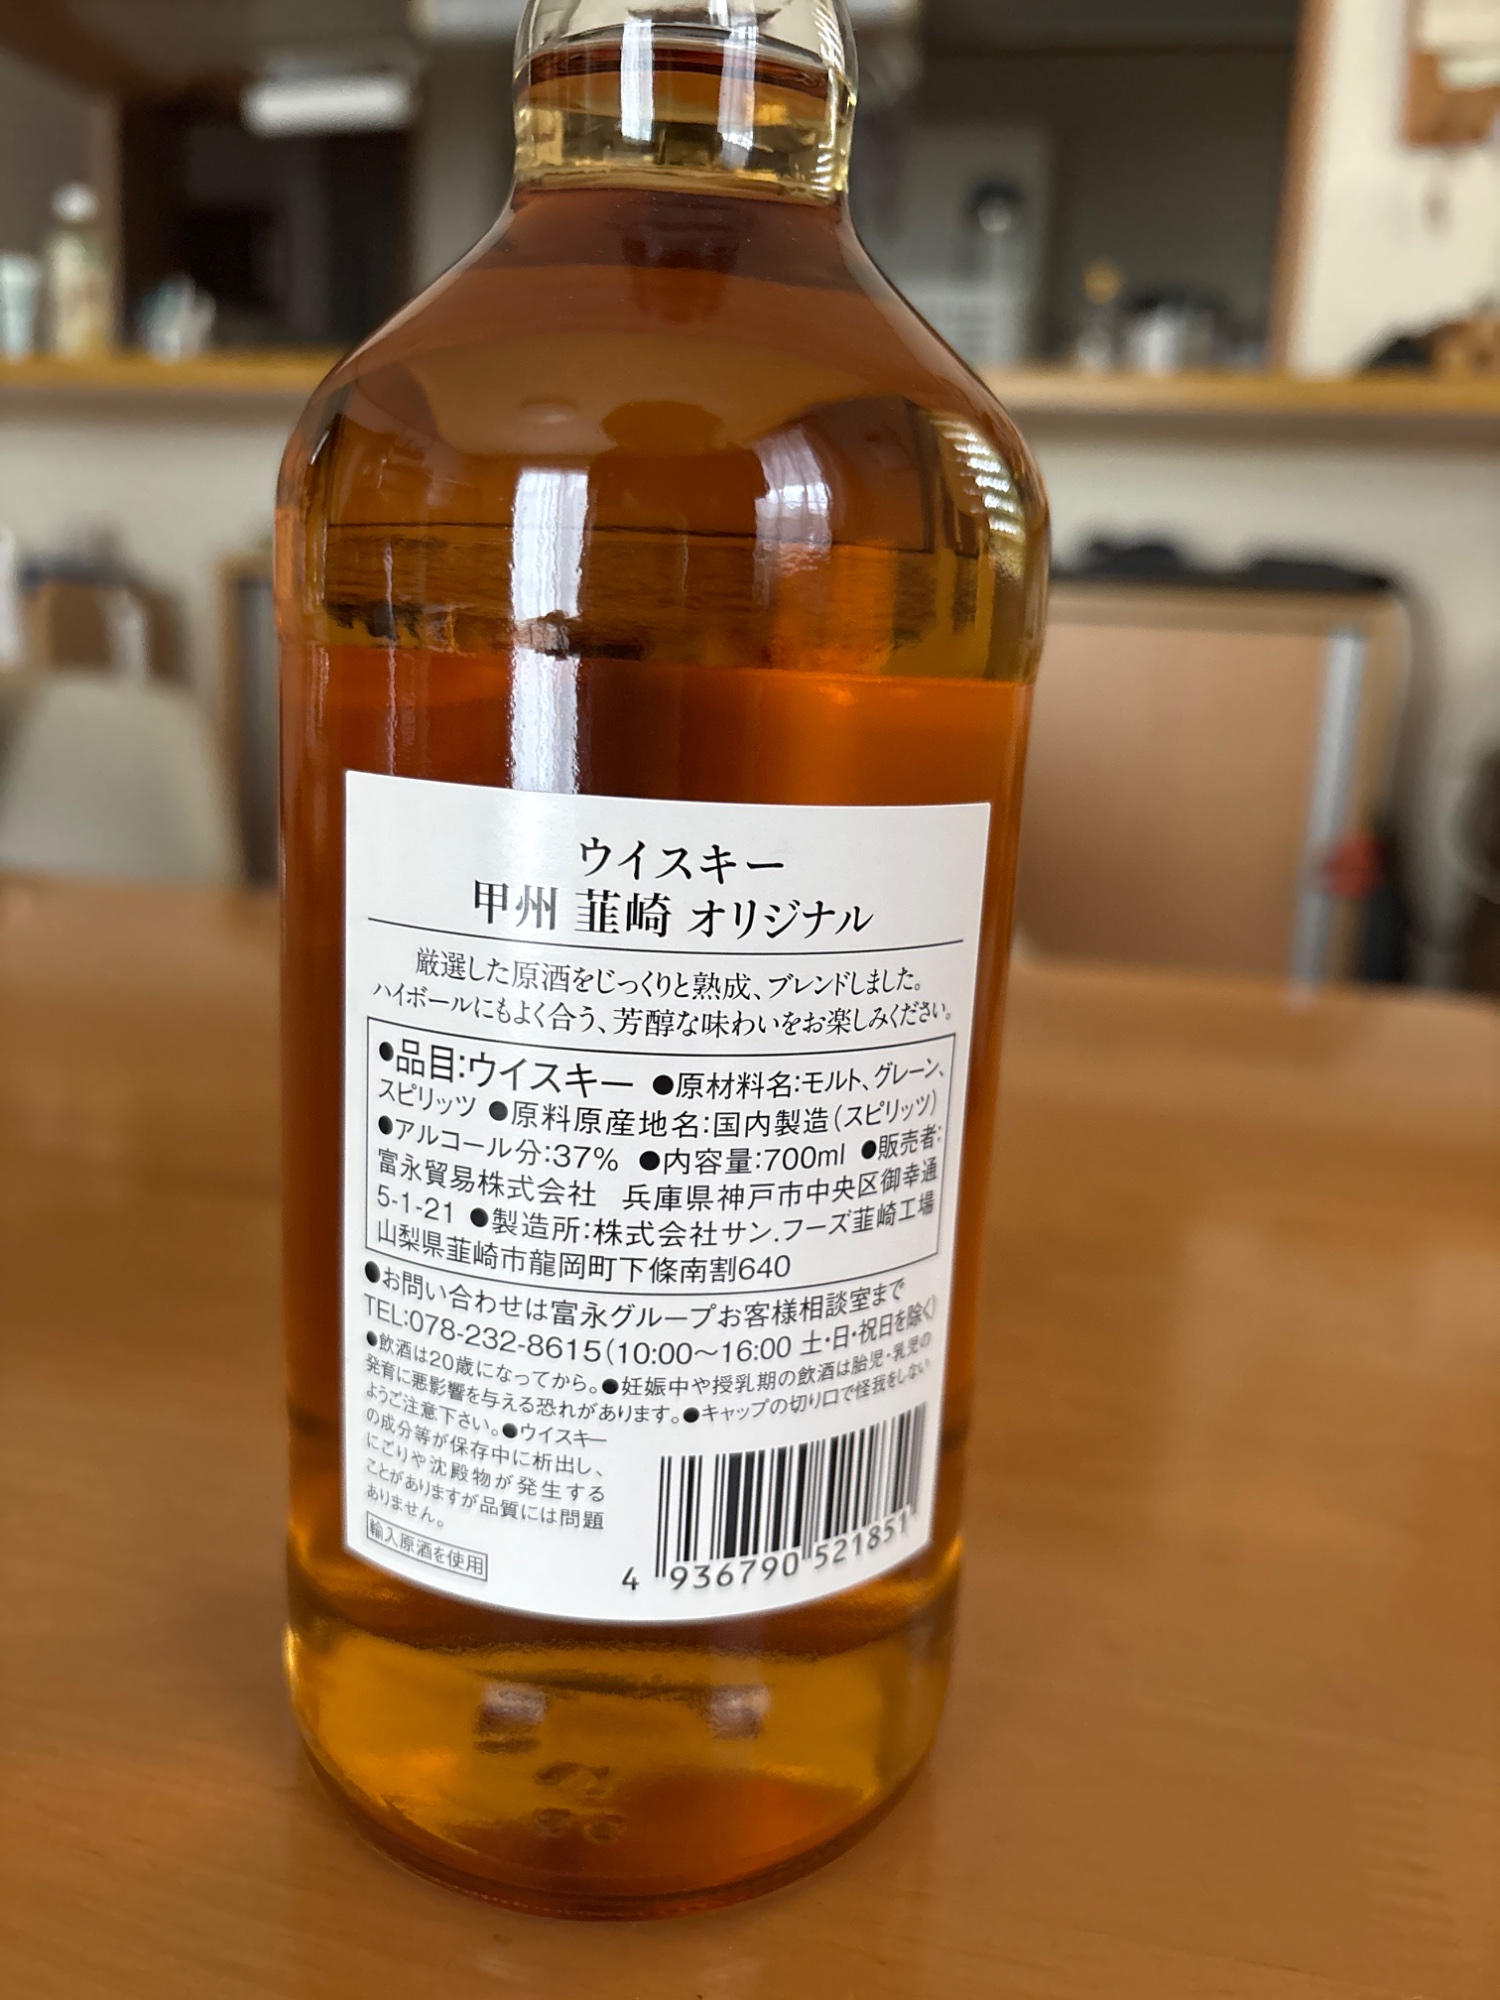 ウイスキー
甲州 韮崎 オリジナル
厳選した原酒をじっくりと熟成、ブレンドしました。
ハイボールにもよく合う、芳醇な味わいをお楽しみください。
●品目:ウイスキー ●原材料名:モルト、グレーン、
スピリッツ ●原料原産地名:国内製造(スピリッツ)
●アルコール分:37% ●内容量:700ml ●販売者:
富永貿易株式会社 兵庫県神戸市中央区御幸通
5-1-21 ●製造所:株式会社サン.フーズ韮崎工場
山梨県韮崎市龍岡町下條南割640
●お問い合わせは富永グループお客様相談室まで
TEL:078-232-8615(10:00～16:00 土・日・祝日を除く)
●飲酒は20歳になってから。●妊娠中や授乳期の飲酒は胎児・乳児の
発育に悪影響を与える恐れがあります。●キャップの切り口で怪我をしない
ようご注意下さい。●ウイスキー
の成分等が保存中に析出し、
にごりや沈殿物が発生する
ことがありますが品質には問題
ありません。
輸入原酒を使用
4 936790 521851